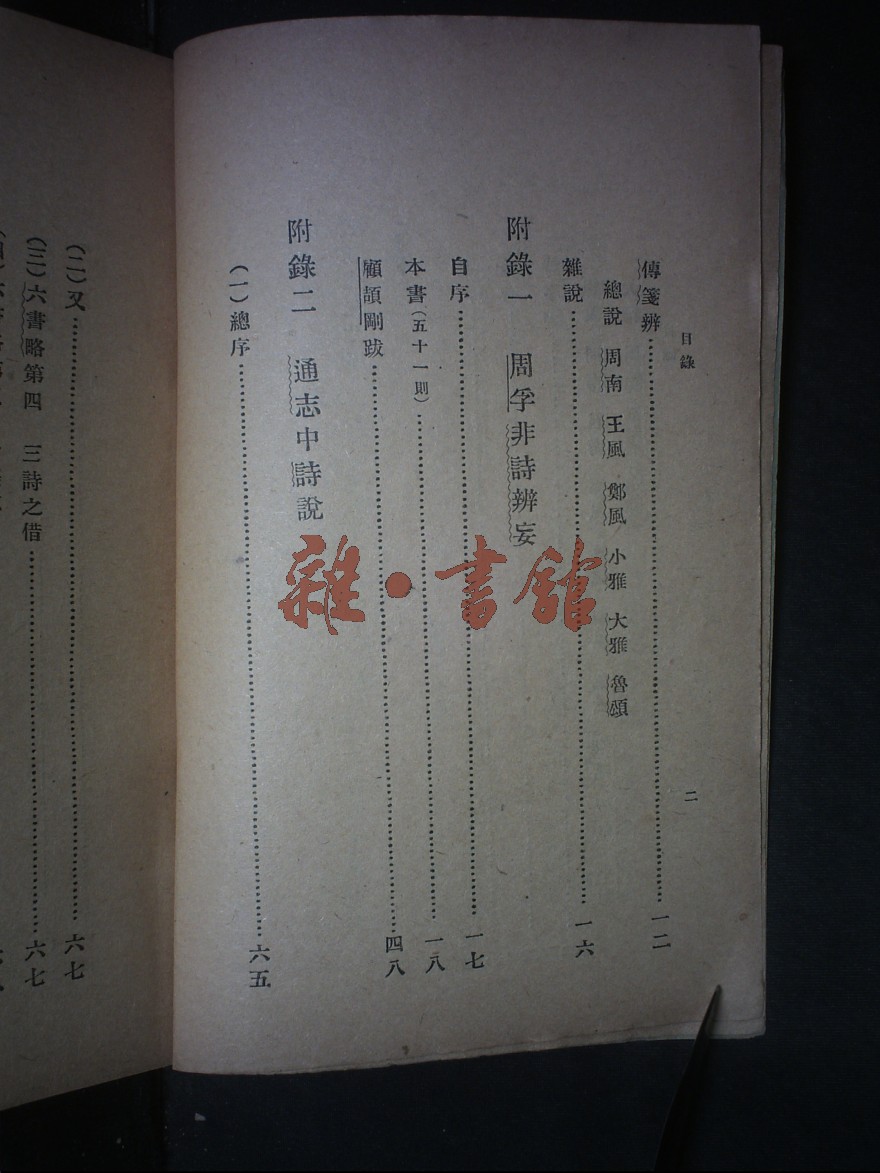 目錄 二
傳箋辨……一二
總說 周南 王風 鄭風 小雅 大雅 魯頌
雜說……一六
附錄一 周孚非詩辨妄
自序……一七
本書(五十一則)……一八
顧頡剛跋……四八
附錄二 通志中詩說
(一)總序……六五
(二)又……六七
(三)六書略第四 三詩之借……六七
雜・書館